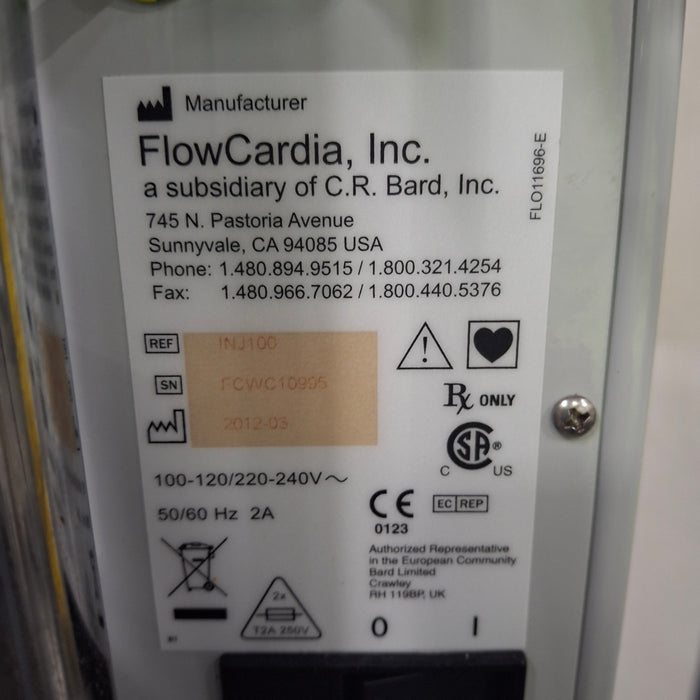 Manufacturer
FlowCardia, Inc.
a subsidiary of C.R. Bard, Inc.
745 N. Pastoria Avenue
Sunnyvale, CA 94085 USA
Phone: 1.480.894.9515 / 1.800.321.4254
Fax: 1.480.966.7062 / 1.800.440.5376
FLO11696-E
REF INJ100
SN FCWC10995
2012-03
Rx ONLY
C SA® US
100-120/220-240V~
50/60 Hz 2A
CE
0123
EC REP
Authorized Representative
in the European Community
Bard Limited
Crawley
RH 119BP, UK
2x
T2A 250V
O I